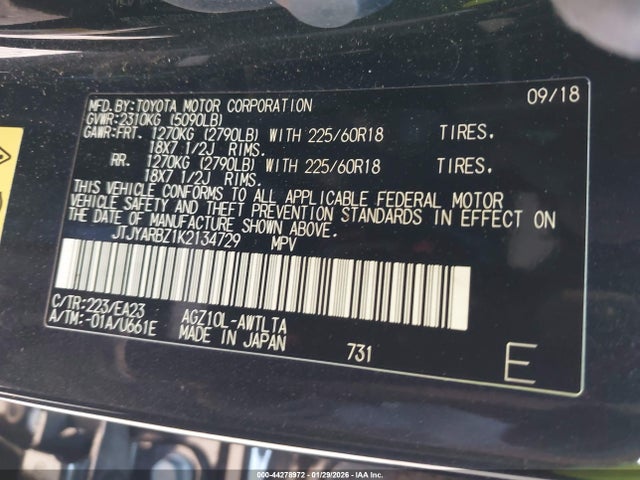 09/18
MFD.BY:TOYOTA MOTOR CORPORATION
GVWR:2310KG (5090LB)
GAWR:FRT. 1270KG (2790LB) WITH 225/60R18 TIRES.
18X7 1/2J RIMS.
RR. 1270KG (2790LB) WITH 225/60R18 TIRES.
18X7 1/2J RIMS.
THIS VEHICLE CONFORMS TO ALL APPLICABLE FEDERAL MOTOR
VEHICLE SAFETY AND THEFT PREVENTION STANDARDS IN EFFECT ON
THE DATE OF MANUFACTURE SHOWN ABOVE.
JTJYARBZ1K2134729 MPV
C/TR:223/EA23
A/TM:-01A/U661E
AGZ10L-AWTLTA
MADE IN JAPAN
731
E
000-44278972 - 01/29/2026 - IAA Inc.